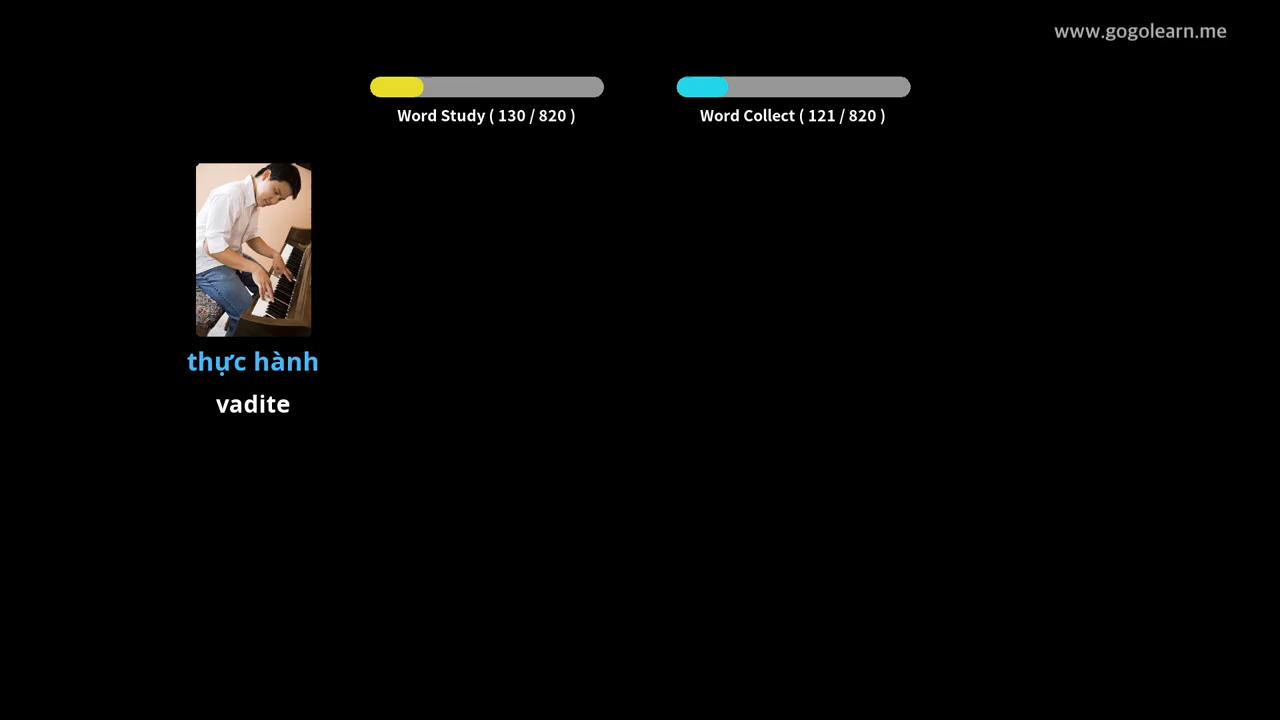 www.gogolearn.me
Word Study ( 130 / 820 )
Word Collect ( 121 / 820 )
thực hành
vadite